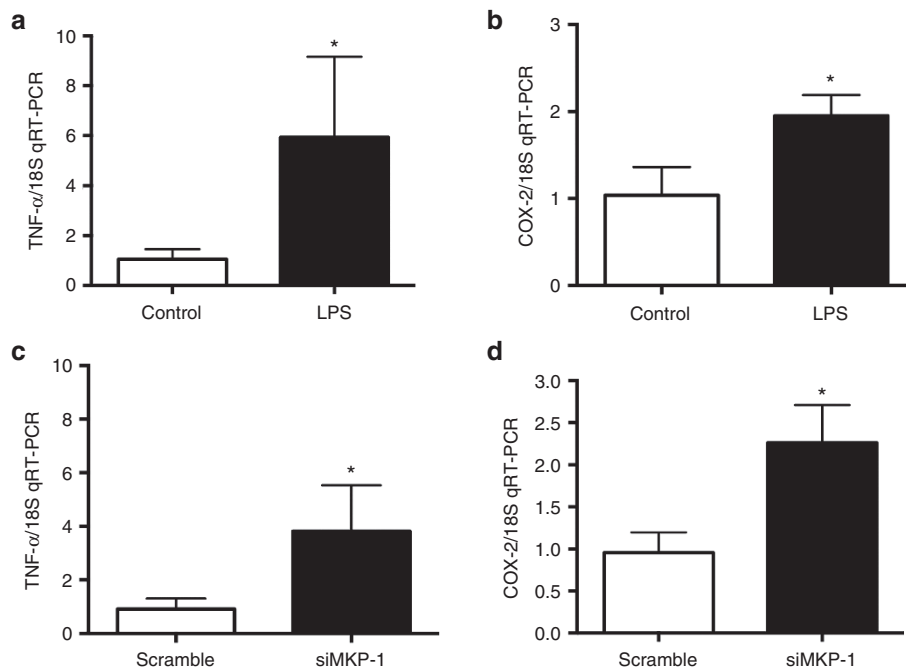 a
TNF-α/18S qRT-PCR
10
8
6
4
2
0
*
Control
LPS
b
COX-2/18S qRT-PCR
3
2
1
0
*
Control
LPS
c
TNF-α/18S qRT-PCR
10
8
6
4
2
0
*
Scramble
siMKP-1
d
COX-2/18S qRT-PCR
3.0
2.5
2.0
1.5
1.0
0.5
0.0
*
Scramble
siMKP-1